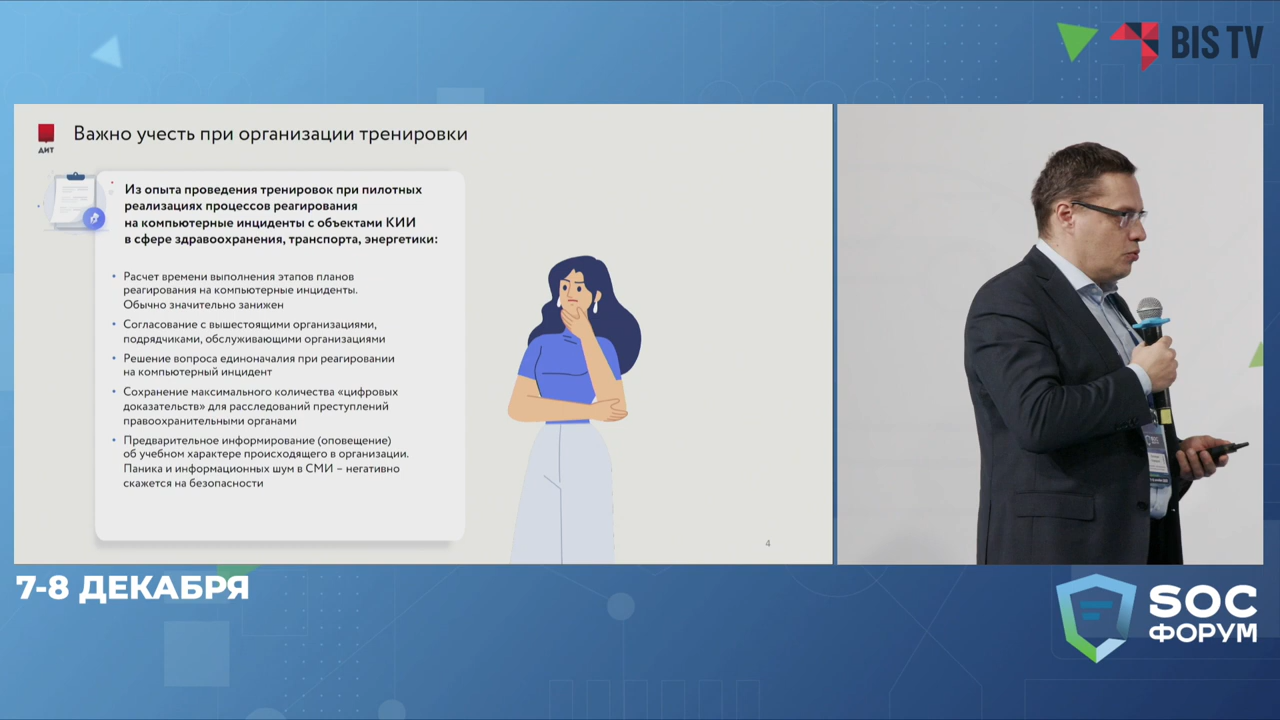 BIS TV
ДИТ
Важно учесть при организации тренировки
Из опыта проведения тренировок при пилотных
реализациях процессов реагирования
на компьютерные инциденты с объектами КИИ
в сфере здравоохранения, транспорта, энергетики:
• Расчет времени выполнения этапов планов
реагирования на компьютерные инциденты.
Обычно значительно занижен
• Согласование с вышестоящими организациями,
подрядчиками, обслуживающими организациями
• Решение вопроса единоначалия при реагировании
на компьютерный инцидент
• Сохранение максимального количества «цифровых
доказательств» для расследований преступлений
правоохранительными органами
• Предварительное информирование (оповещение)
об учебном характере происходящего в организации.
Паника и информационных шум в СМИ – негативно
скажется на безопасности
4
7-8 ДЕКАБРЯ
SOC
ФОРУМ